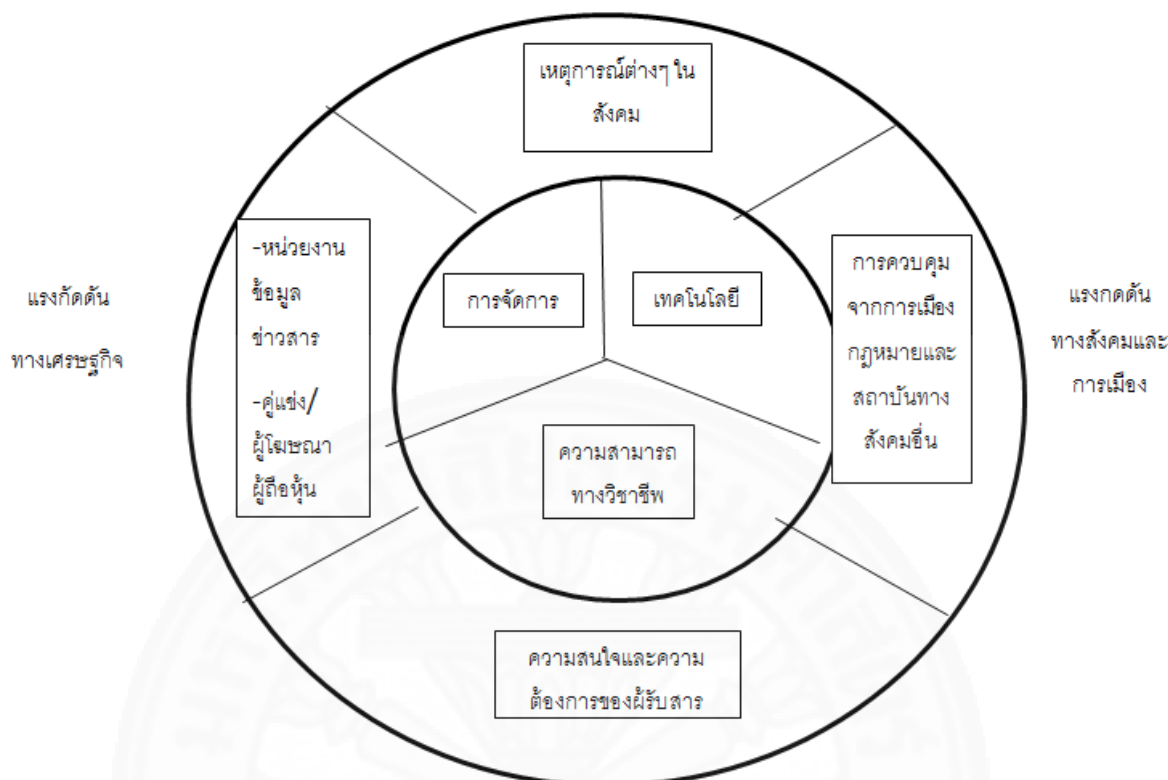 เหตุการณ์ต่างๆ ใน
สังคม
-หน่วยงาน
ข้อมูล
ข่าวสาร
-คู่แข่ง/
ผู้โฆษณา
ผู้ถือหุ้น
การจัดการ
เทคโนโลยี
การควบคุม
จากการเมือง
กฎหมายและ
สถาบันทาง
สังคมอื่น
แรงกัดดัน
ทางเศรษฐกิจ
แรงกดดัน
ทางสังคมและ
การเมือง
ความสามารถ
ทางวิชาชีพ
ความสนใจและความ
ต้องการของผู้รับสาร